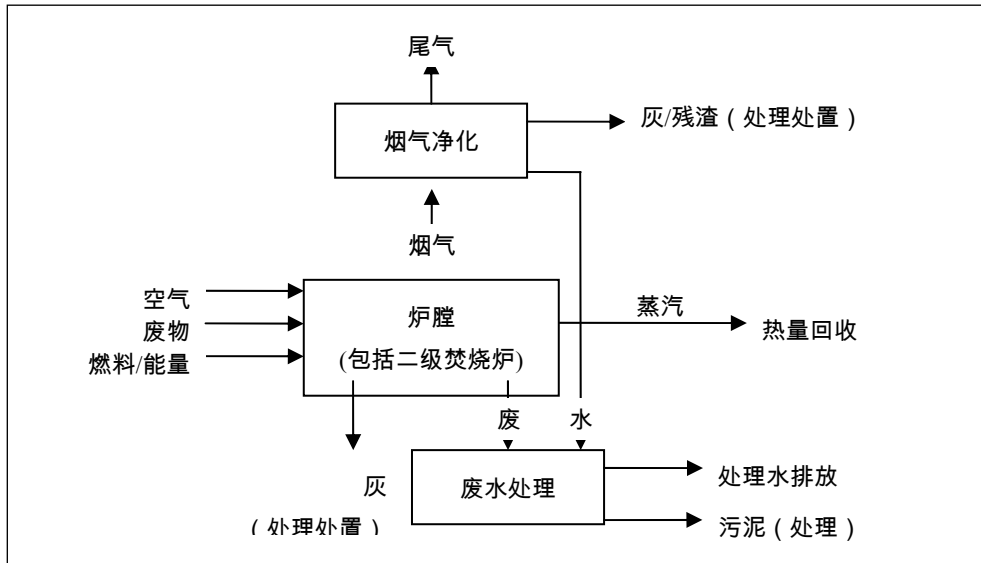 尾气
烟气净化
灰/残渣（处理处置）
烟气
空气
废物
燃料/能量
炉膛
(包括二级焚烧炉)
蒸汽
热量回收
废 水
灰
（处理处置）
废水处理
处理水排放
污泥（处理）